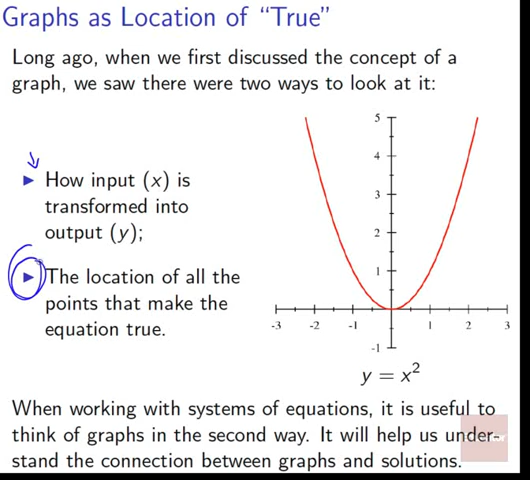 Graphs as Location of “True”
Long ago, when we first discussed the concept of a
graph, we saw there were two ways to look at it:
How input (x) is
transformed into
output (y);
The location of all the
points that make the
equation true.
5
4
3
2
1
-3 -2 -1 1 2 3
-1
y = x²
When working with systems of equations, it is useful to
think of graphs in the second way. It will help us under-
stand the connection between graphs and solutions.